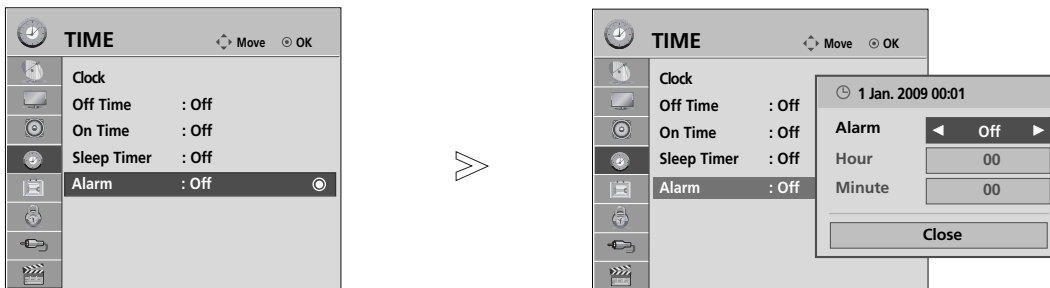 TIME Move OK
Clock
Off Time : Off
On Time : Off
Sleep Timer : Off
Alarm : Off
TIME Move OK
Clock
Off Time : Off
On Time : Off
Sleep Timer : Off
Alarm : Off
1 Jan. 2009 00:01
Alarm ◀ Off ▶
Hour 00
Minute 00
Close